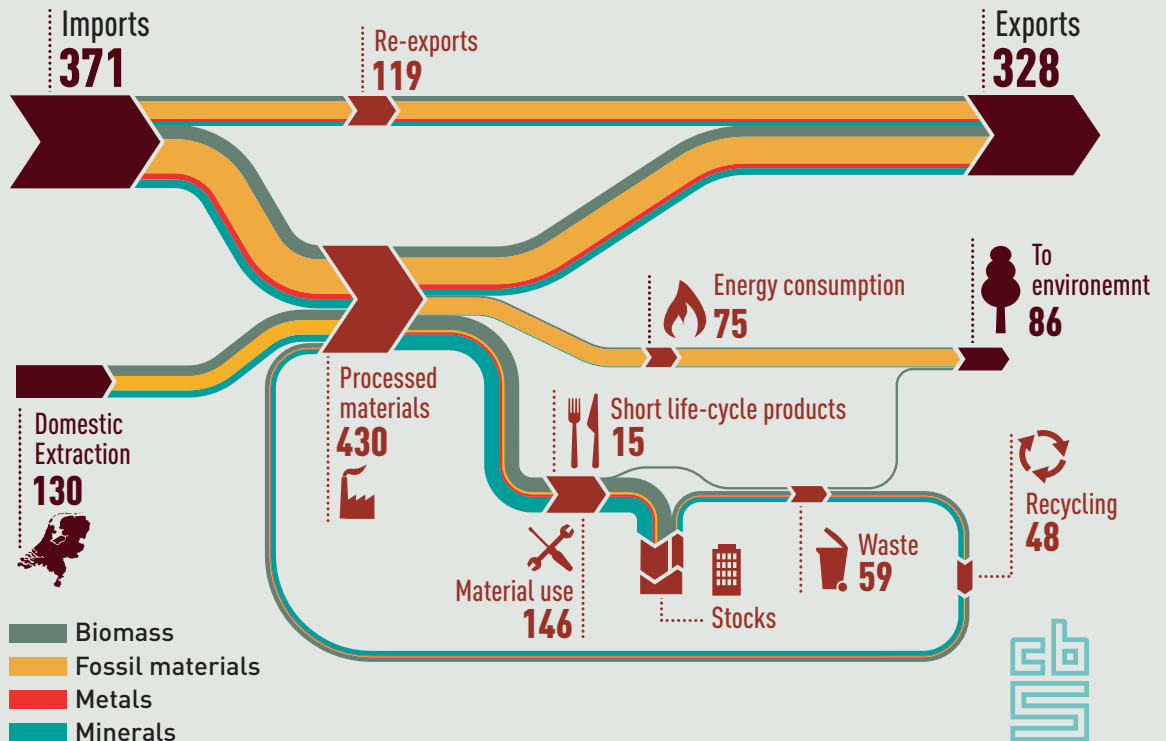 Imports
371
Re-exports
119
Exports
328
Energy consumption
75
To
environemnt
86
Processed
materials
430
Domestic
Extraction
130
Short life-cycle products
15
Recycling
48
Material use
146
Waste
59
Stocks
Biomass
Fossil materials
Metals
Minerals
cbs